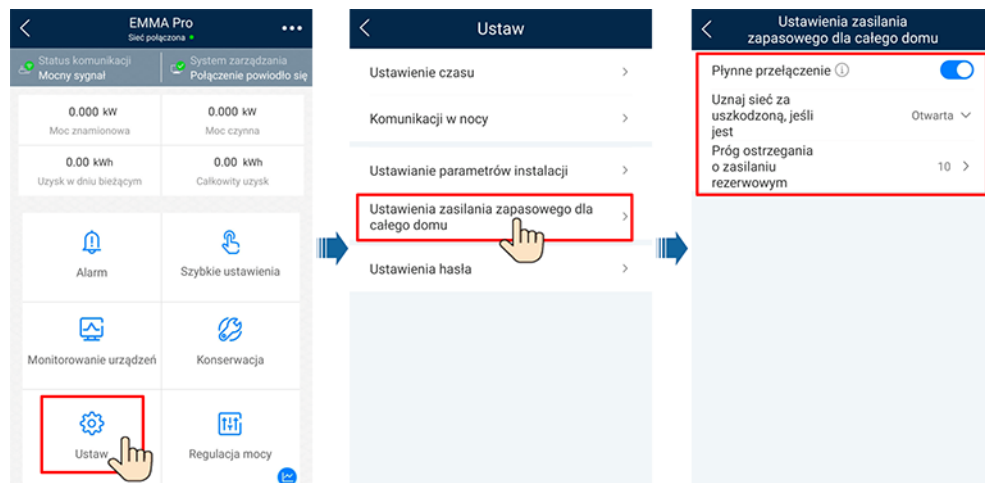 EMMA Pro
Sieć połączona
Status komunikacji
Mocny sygnał
System zarządzania
Połączenie powiodło się
0.000 kW
Moc znamionowa
0.000 kW
Moc czynna
0.00 kWh
Uzysk w dniu bieżącym
0.00 kWh
Całkowity uzysk
Alarm
Szybkie ustawienia
Monitorowanie urządzeń
Konserwacja
Ustaw
Regulacja mocy
Ustaw
Ustawienie czasu
Komunikacji w nocy
Ustawianie parametrów instalacji
Ustawienia zasilania zapasowego dla
całego domu
Ustawienia hasła
Ustawienia zasilania
zapasowego dla całego domu
Płynne przełączenie
Uznaj sieć za
uszkodzoną, jeśli
jest
Otwarta
Próg ostrzegania
o zasilaniu
rezerwowym
10